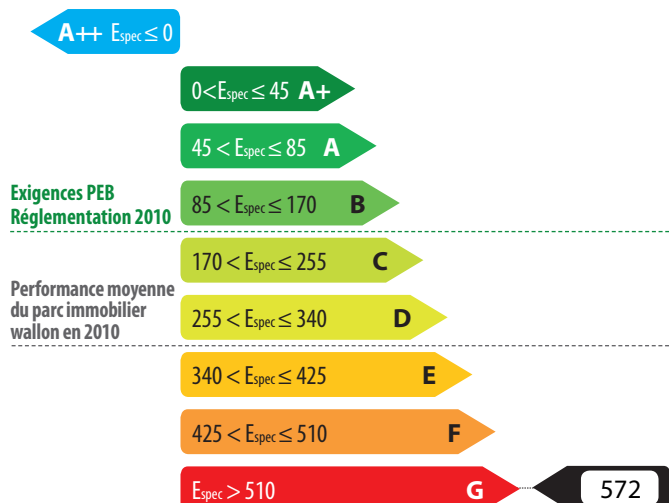 A++ Espec ≤ 0
0<Espec ≤ 45 A+
45 < Espec ≤ 85 A
Exigences PEB
Réglementation 2010
85 < Espec ≤ 170 B
170 < Espec ≤ 255 C
Performance moyenne
du parc immobilier
wallon en 2010
255 < Espec ≤ 340 D
340 < Espec ≤ 425 E
425 < Espec ≤ 510 F
Espec > 510 G 572